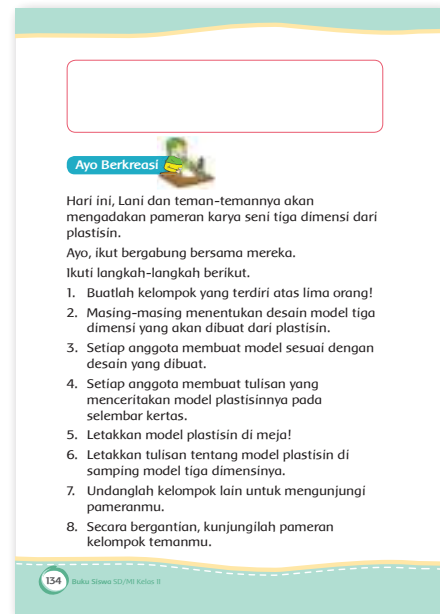 Ayo Berkreasi
Hari ini, Lani dan teman-temannya akan
mengadakan pameran karya seni tiga dimensi dari
plastisin.
Ayo, ikut bergabung bersama mereka.
Ikuti langkah-langkah berikut.
1. Buatlah kelompok yang terdiri atas lima orang!
2. Masing-masing menentukan desain model tiga
dimensi yang akan dibuat dari plastisin.
3. Setiap anggota membuat model sesuai dengan
desain yang dibuat.
4. Setiap anggota membuat tulisan yang
menceritakan model plastisinnya pada
selembar kertas.
5. Letakkan model plastisin di meja!
6. Letakkan tulisan tentang model plastisin di
samping model tiga dimensinya.
7. Undanglah kelompok lain untuk mengunjungi
pameranmu.
8. Secara bergantian, kunjungilah pameran
kelompok temanmu.
134 Buku Siswa SD/MI Kelas II